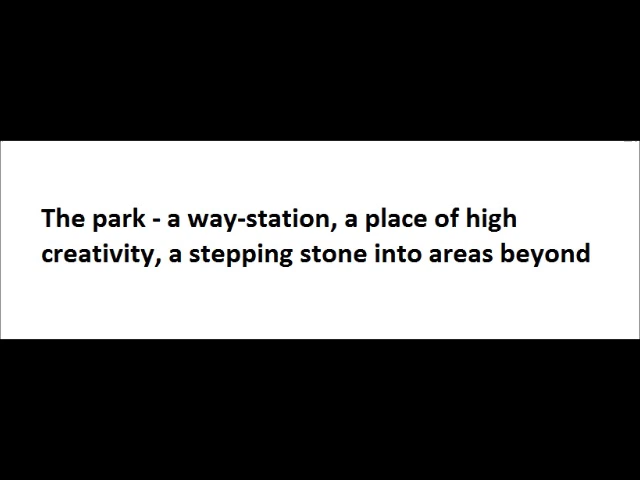 The park - a way-station, a place of high
creativity, a stepping stone into areas beyond